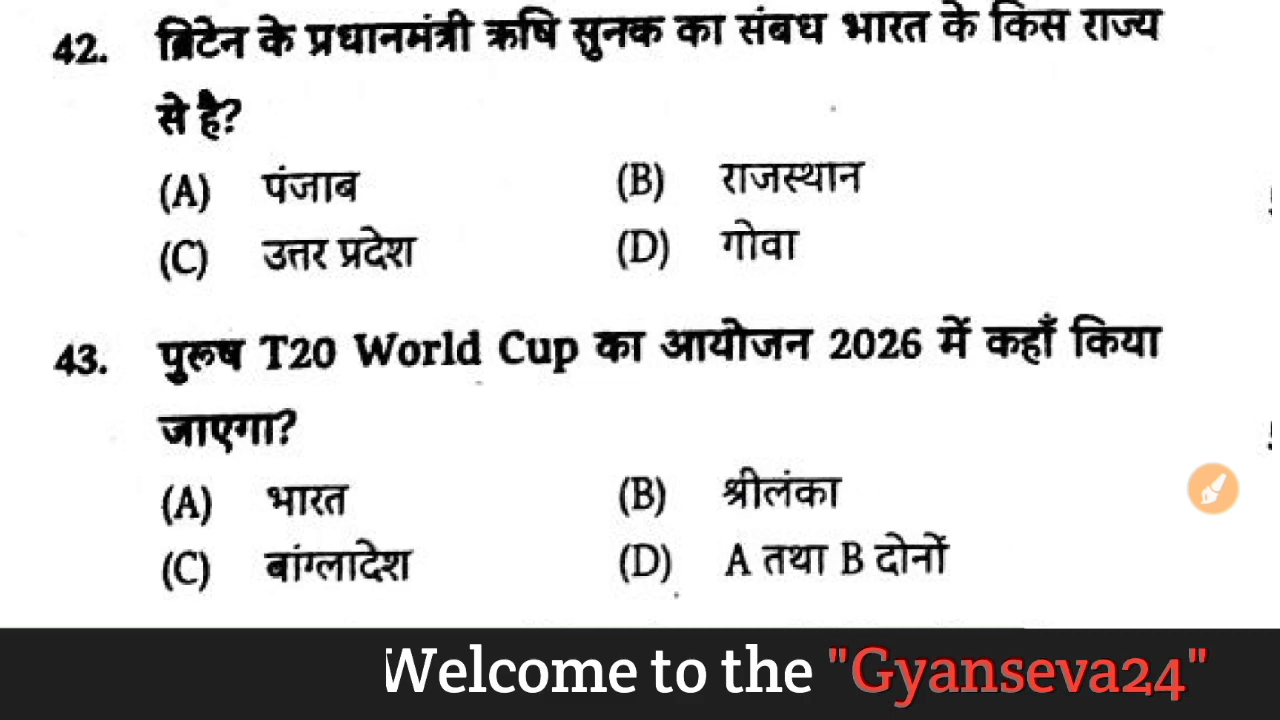 42. ब्रिटेन के प्रधानमंत्री ऋषि सुनक का संबध भारत के किस राज्य
से है?
(A) पंजाब (B) राजस्थान
(C) उत्तर प्रदेश (D) गोवा
43. पुरुष T20 World Cup का आयोजन 2026 में कहाँ किया
जाएगा?
(A) भारत (B) श्रीलंका
(C) बांग्लादेश (D) A तथा B दोनों
Welcome to the "Gyanseva24"